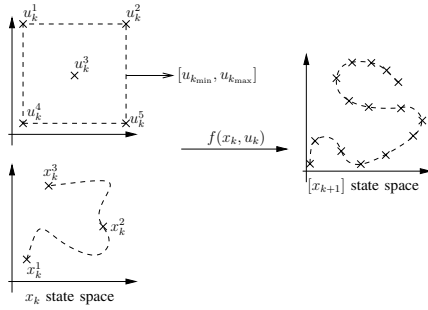 u_k^1
u_k^2
u_k^3
[u_{k_{min}}, u_{k_{max}}]
u_k^4
u_k^5
f(x_k, u_k)
[x_{k+1}] state space
x_k^3
x_k^2
x_k^1
x_k state space